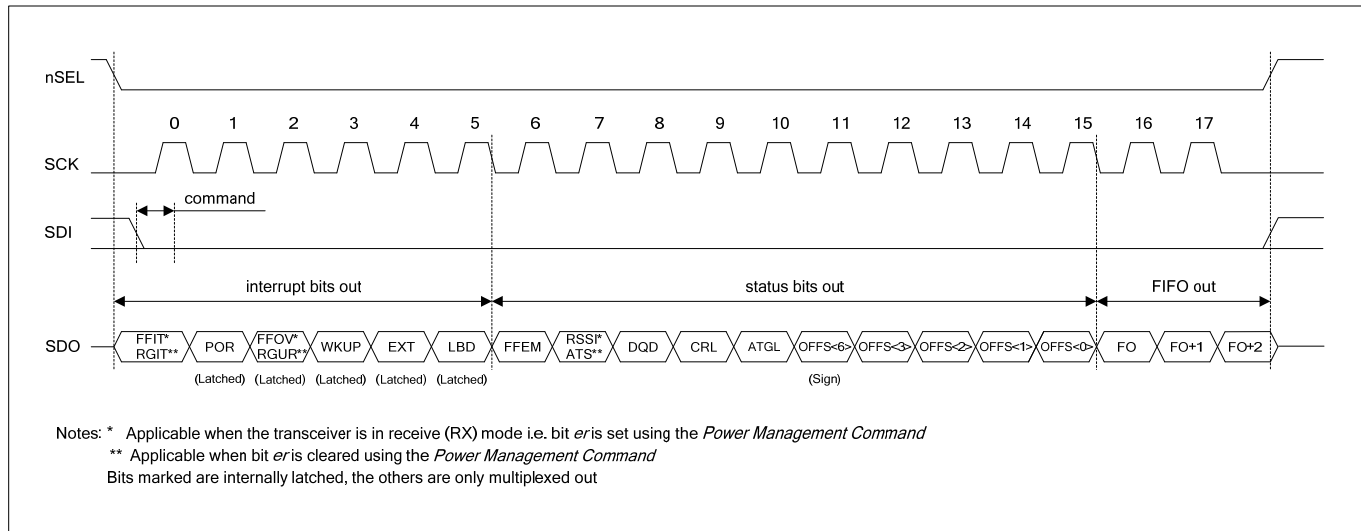 nSEL
0 1 2 3 4 5 6 7 8 9 10 11 12 13 14 15 16 17
SCK
command
SDI
interrupt bits out status bits out FIFO out
SDO
FFIT* RGIT** POR FFOV* RGUR** WKUP EXT LBD FFEM RSSI* ATS** DQD CRL ATGL OFFS<6> OFFS<3> OFFS<2> OFFS<1> OFFS<0> FO FO+1 FO+2
(Latched) (Latched) (Latched) (Latched) (Latched) (Sign)
Notes: * Applicable when the transceiver is in receive (RX) mode i.e. bit er is set using the Power Management Command
** Applicable when bit er is cleared using the Power Management Command
Bits marked are internally latched, the others are only multiplexed out